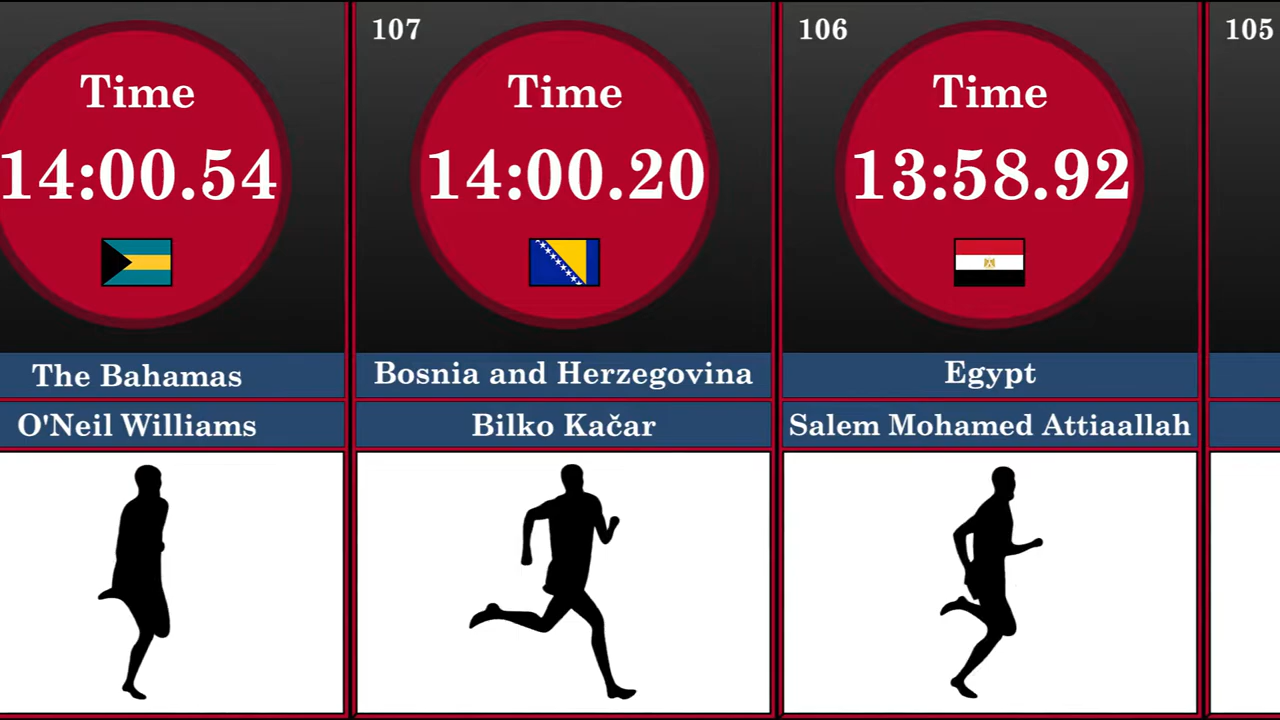 Time
14:00.54
The Bahamas
O'Neil Williams
107
Time
14:00.20
Bosnia and Herzegovina
Bilko Kačar
106
Time
13:58.92
Egypt
Salem Mohamed Attiaallah
105